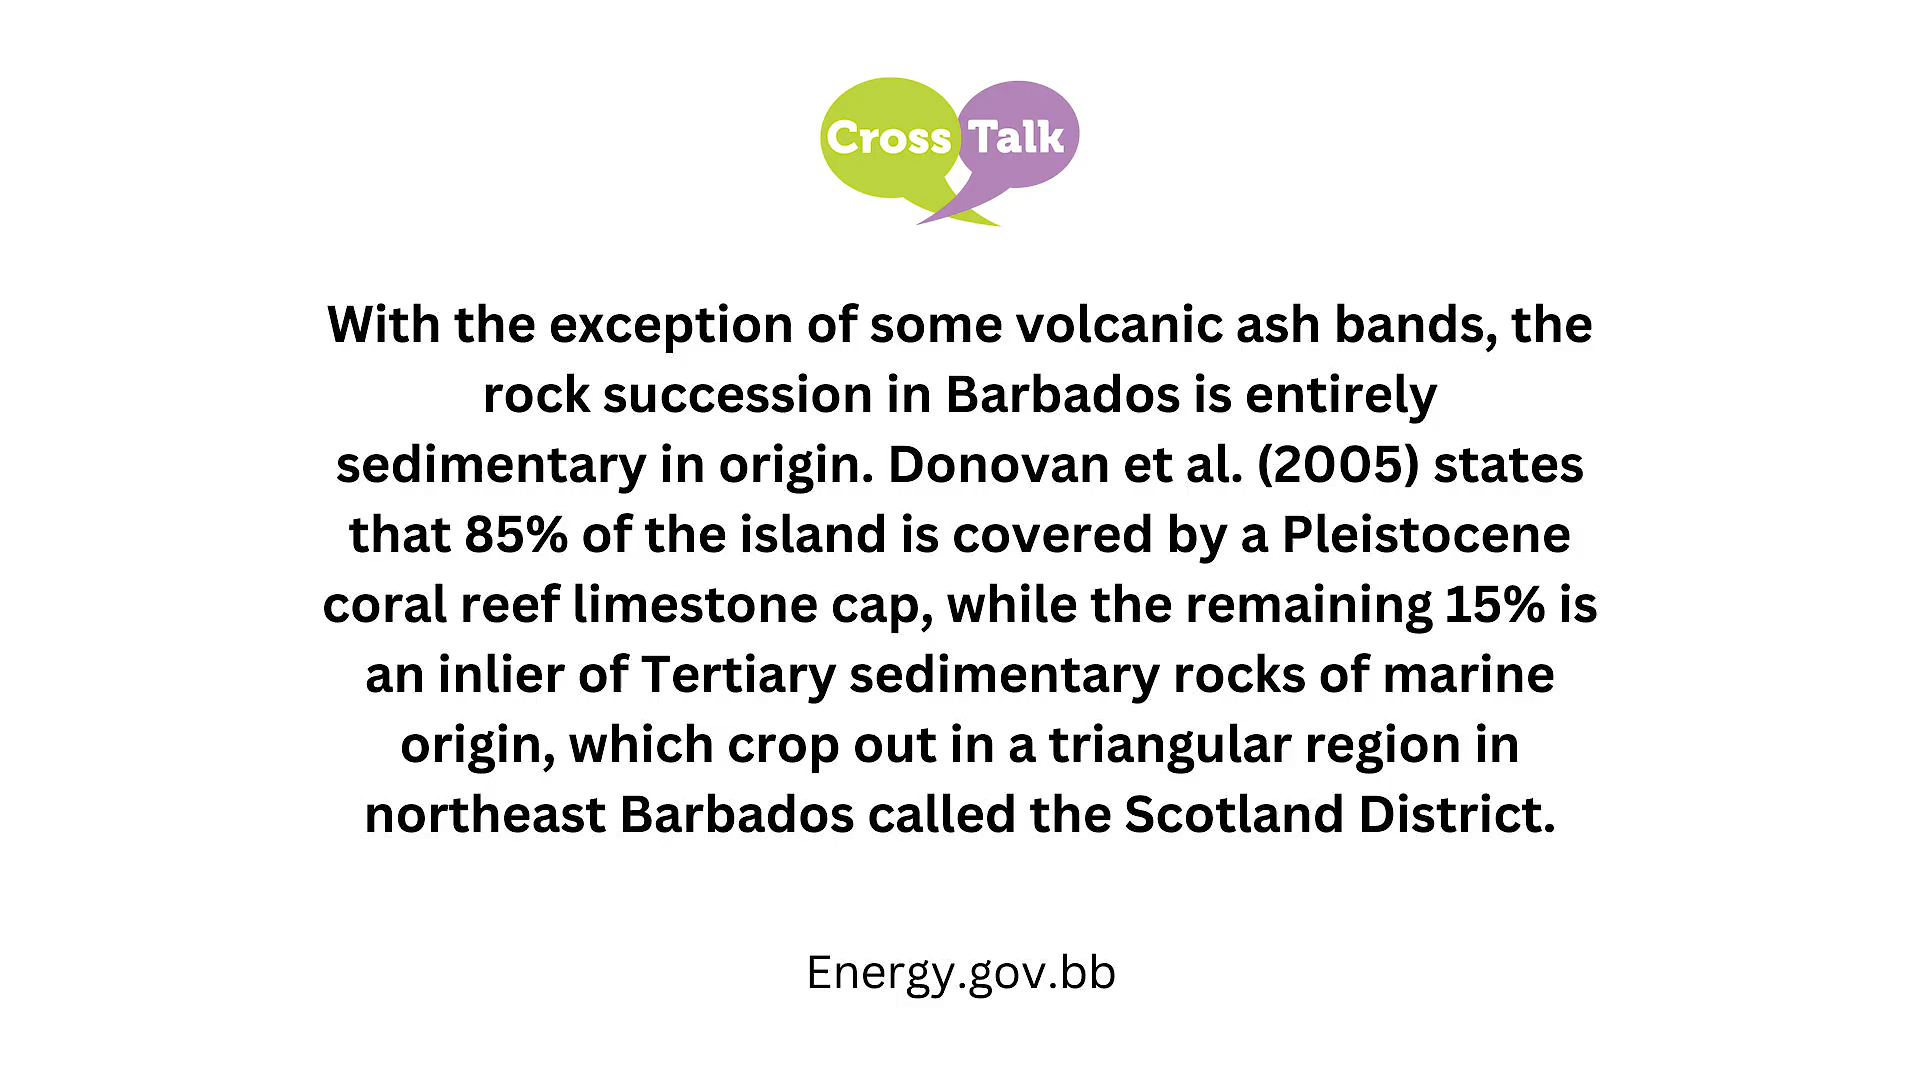 Cross Talk
With the exception of some volcanic ash bands, the
rock succession in Barbados is entirely
sedimentary in origin. Donovan et al. (2005) states
that 85% of the island is covered by a Pleistocene
coral reef limestone cap, while the remaining 15% is
an inlier of Tertiary sedimentary rocks of marine
origin, which crop out in a triangular region in
northeast Barbados called the Scotland District.
Energy.gov.bb